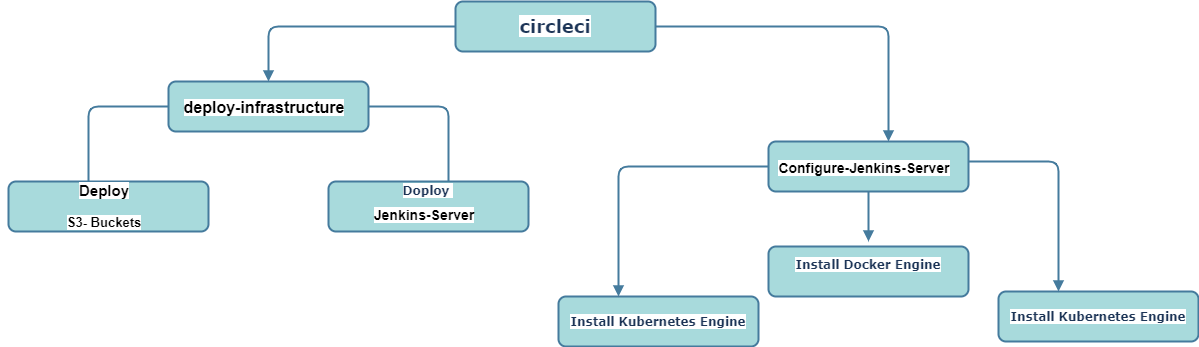 circleci
deploy-infrastructure
Deploy
S3- Buckets
Doploy
Jenkins-Server
Configure-Jenkins-Server
Install Docker Engine
Install Kubernetes Engine
Install Kubernetes Engine